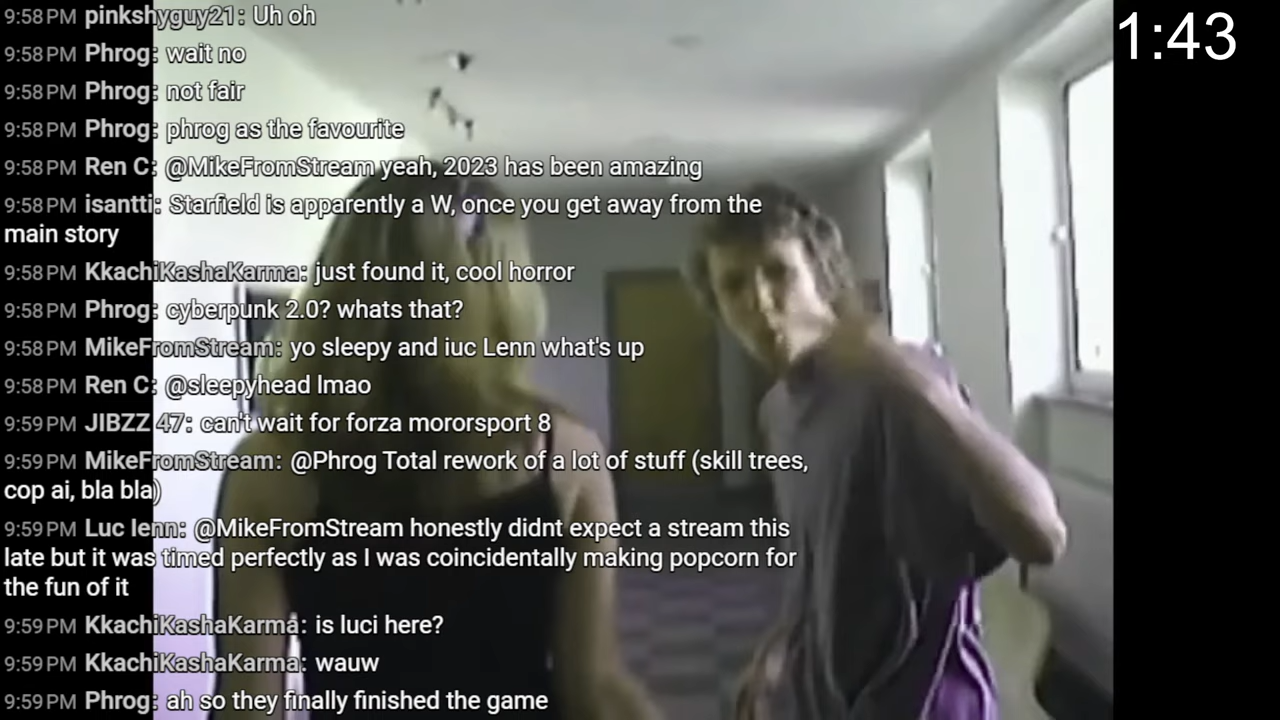 1:43
9:58 PM pinkshyguy21: Uh oh
9:58 PM Phrog: wait no
9:58 PM Phrog: not fair
9:58 PM Phrog: phrog as the favourite
9:58 PM Ren C: @MikeFromStream yeah, 2023 has been amazing
9:58 PM isantti: Starfield is apparently a W, once you get away from the
main story
9:58 PM KkachiKashaKarma: just found it, cool horror
9:58 PM Phrog: cyberpunk 2.0? whats that?
9:58 PM MikeFromStream: yo sleepy and iuc Lenn what's up
9:58 PM Ren C: @sleepyhead lmao
9:59 PM JIBZZ 47: can't wait for forza mororsport 8
9:59 PM MikeFromStream: @Phrog Total rework of a lot of stuff (skill trees,
cop ai, bla bla)
9:59 PM Luc lenn: @MikeFromStream honestly didnt expect a stream this
late but it was timed perfectly as I was coincidentally making popcorn for
the fun of it
9:59 PM KkachiKashaKarma: is luci here?
9:59 PM KkachiKashaKarma: wauw
9:59 PM Phrog: ah so they finally finished the game